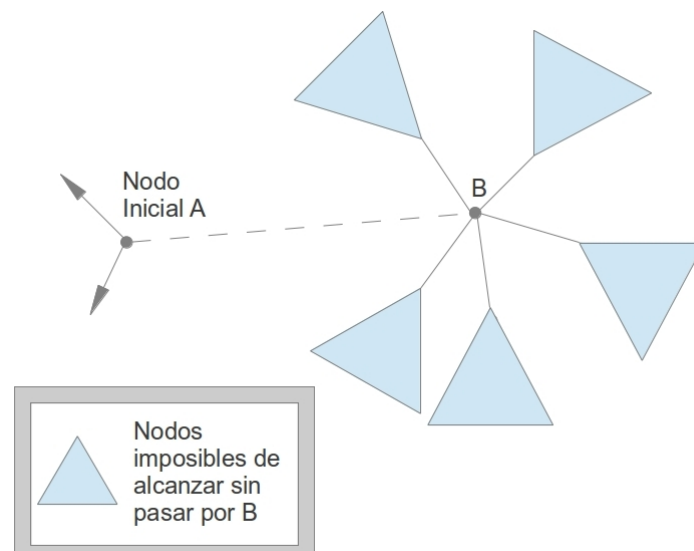 Nodo
Inicial A
B
Nodos
imposibles de
alcanzar sin
pasar por B